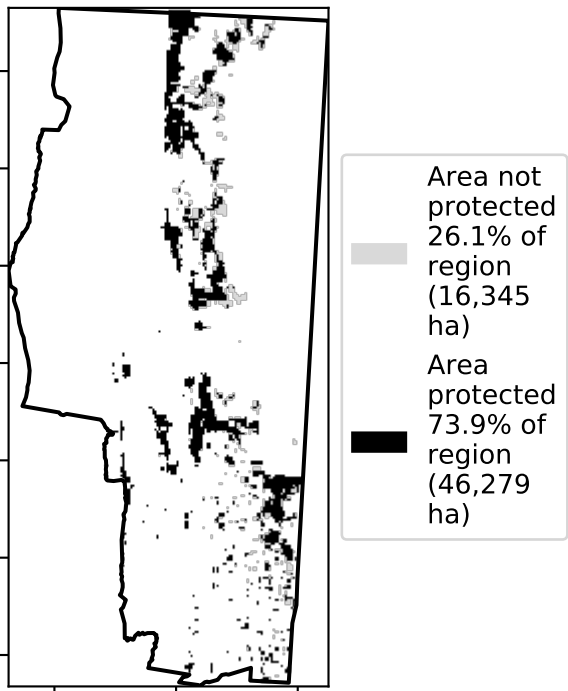 Area not
protected
26.1% of
region
(16,345
ha)
Area
protected
73.9% of
region
(46,279
ha)